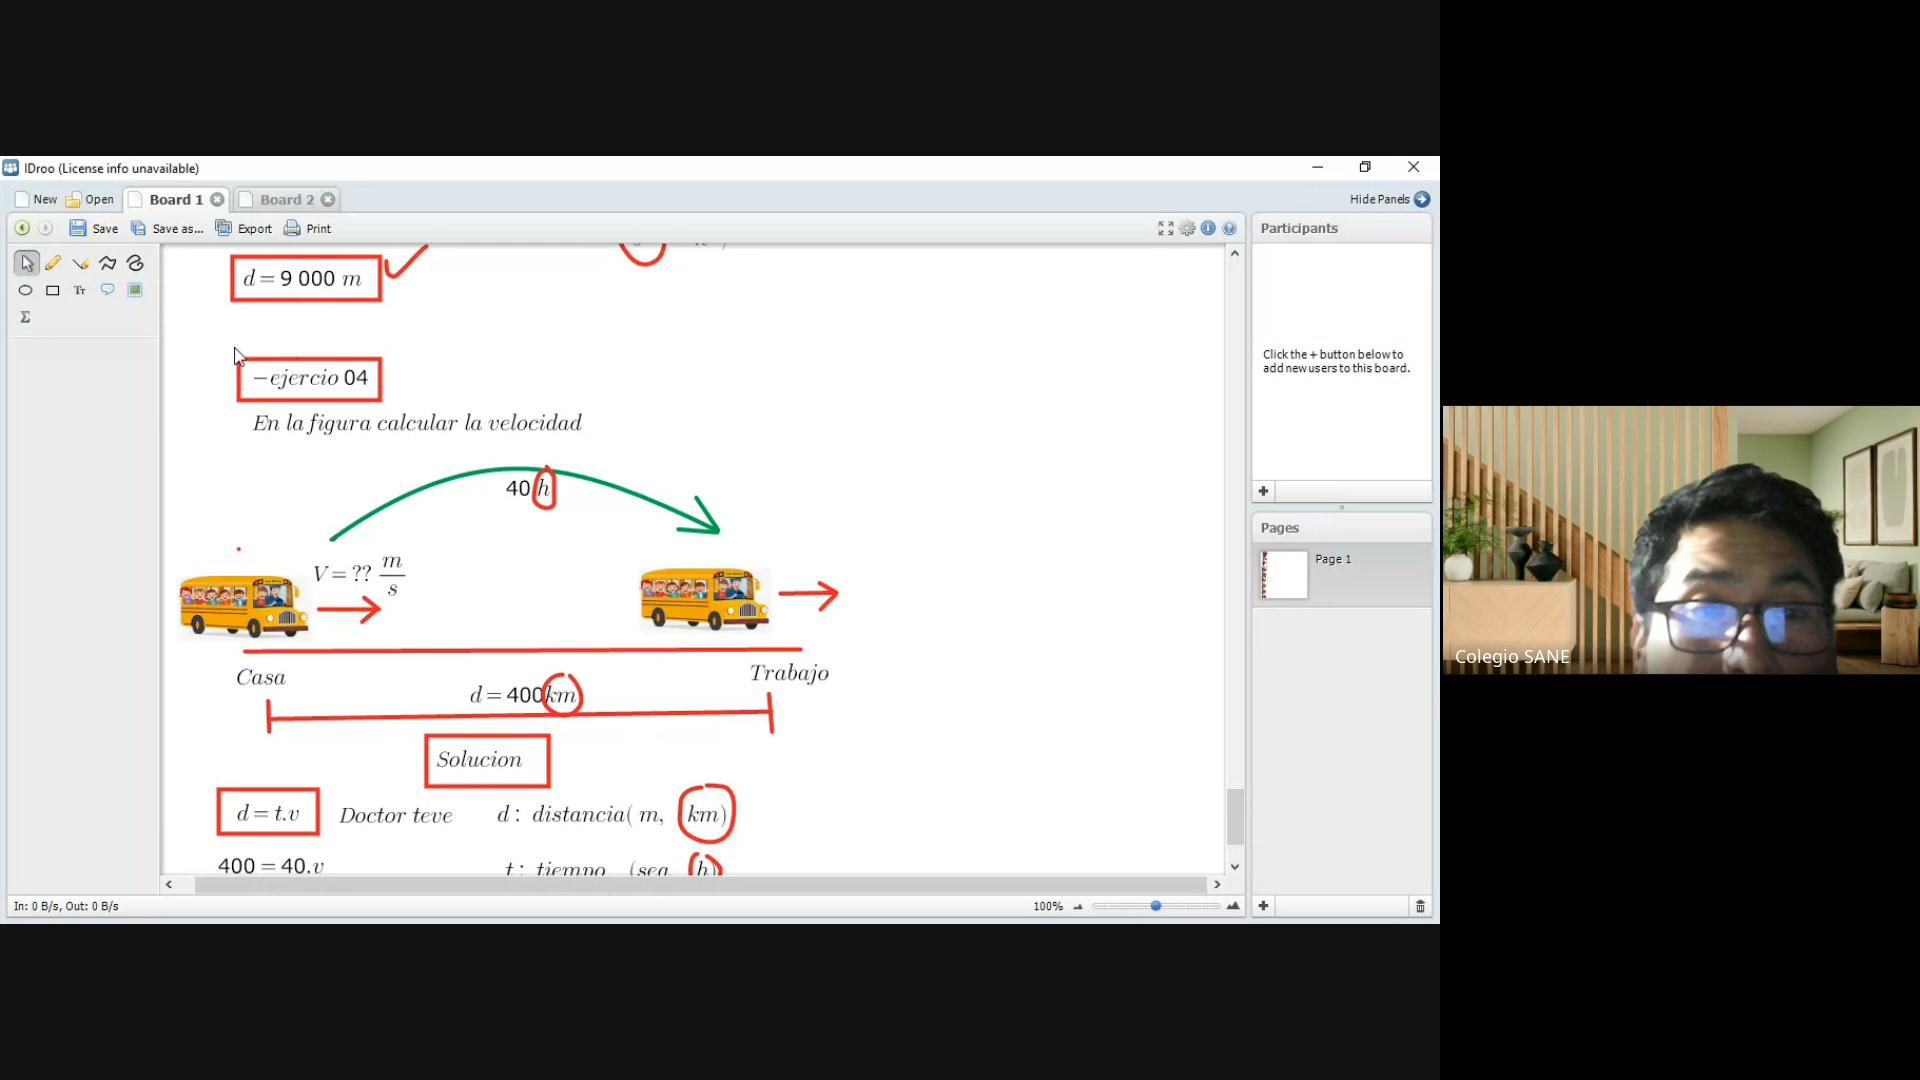 IDroo (License info unavailable)
New Open Board 1 Board 2 Hide Panels
Save Save as... Export Print
Participants
d = 9 000 m
Click the + button below to
add new users to this board.
−ejercio 04
En la figura calcular la velocidad
40 h
Pages
Page 1
V = ?? m/s
Casa Trabajo
d = 400km
Solucion
d = t.v Doctor teve d : distancia( m, km)
400 = 40.v t : tiempo (seg h)
In: 0 B/s, Out: 0 B/s 100%
Colegio SANE